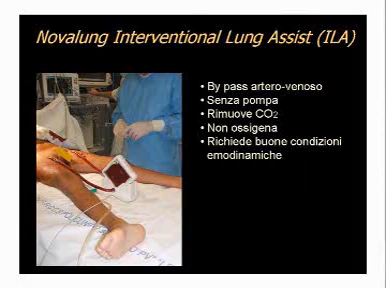 Novalung Interventional Lung Assist (ILA)
• By pass artero-venoso
• Senza pompa
• Rimuove CO2
• Non ossigena
• Richiede buone condizioni
emodinamiche